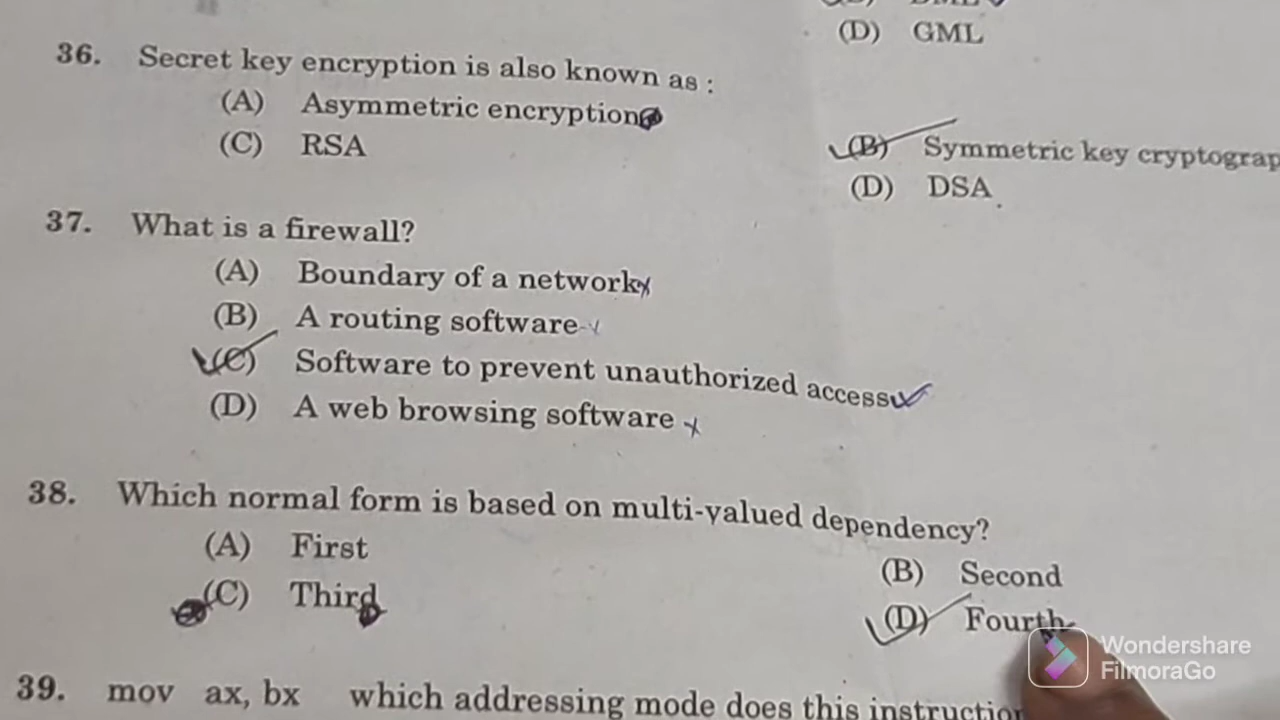 (D) GML
36. Secret key encryption is also known as :
(A) Asymmetric encryption
(B) Symmetric key cryptograp
(C) RSA
(D) DSA
37. What is a firewall?
(A) Boundary of a network
(B) A routing software
(C) Software to prevent unauthorized access
(D) A web browsing software
38. Which normal form is based on multi-valued dependency?
(A) First
(B) Second
(C) Third
(D) Fourth
39. mov ax, bx which addressing mode does this instruction
Wondershare
FilmoraGo